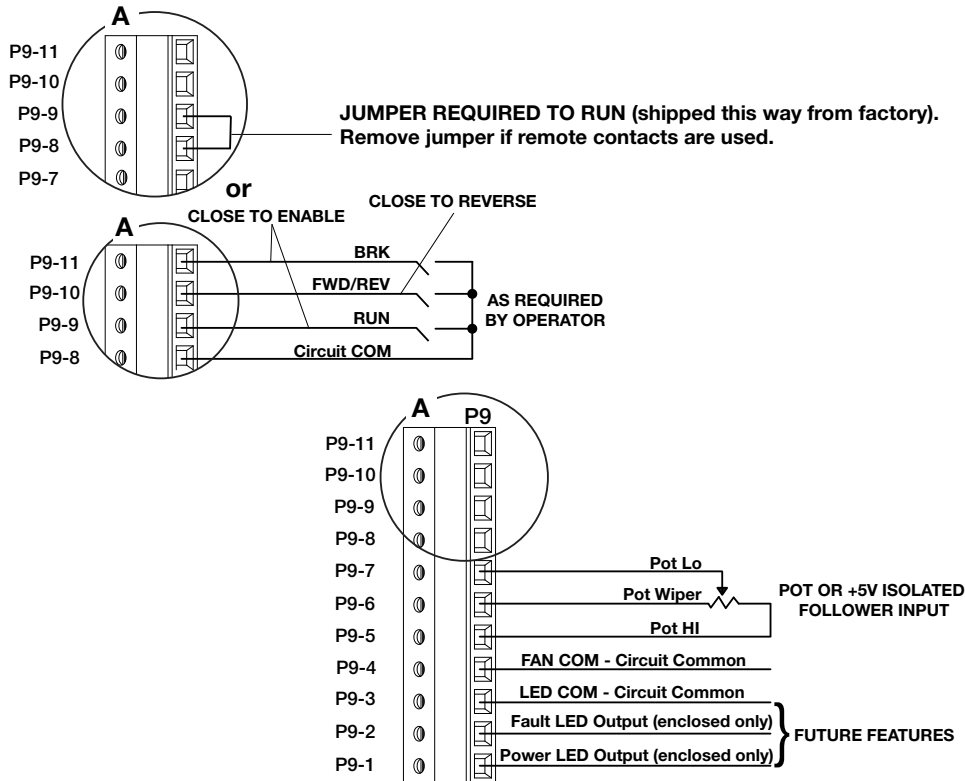 A
P9-11
P9-10
P9-9
P9-8
P9-7
JUMPER REQUIRED TO RUN (shipped this way from factory).
Remove jumper if remote contacts are used.
or
A
CLOSE TO ENABLE
CLOSE TO REVERSE
P9-11
BRK
P9-10
FWD/REV
P9-9
RUN
P9-8
Circuit COM
AS REQUIRED
BY OPERATOR
A
P9
P9-11
P9-10
P9-9
P9-8
P9-7
Pot Lo
P9-6
Pot Wiper
P9-5
Pot HI
POT OR +5V ISOLATED
FOLLOWER INPUT
P9-4
FAN COM - Circuit Common
P9-3
LED COM - Circuit Common
P9-2
Fault LED Output (enclosed only)
P9-1
Power LED Output (enclosed only)
FUTURE FEATURES